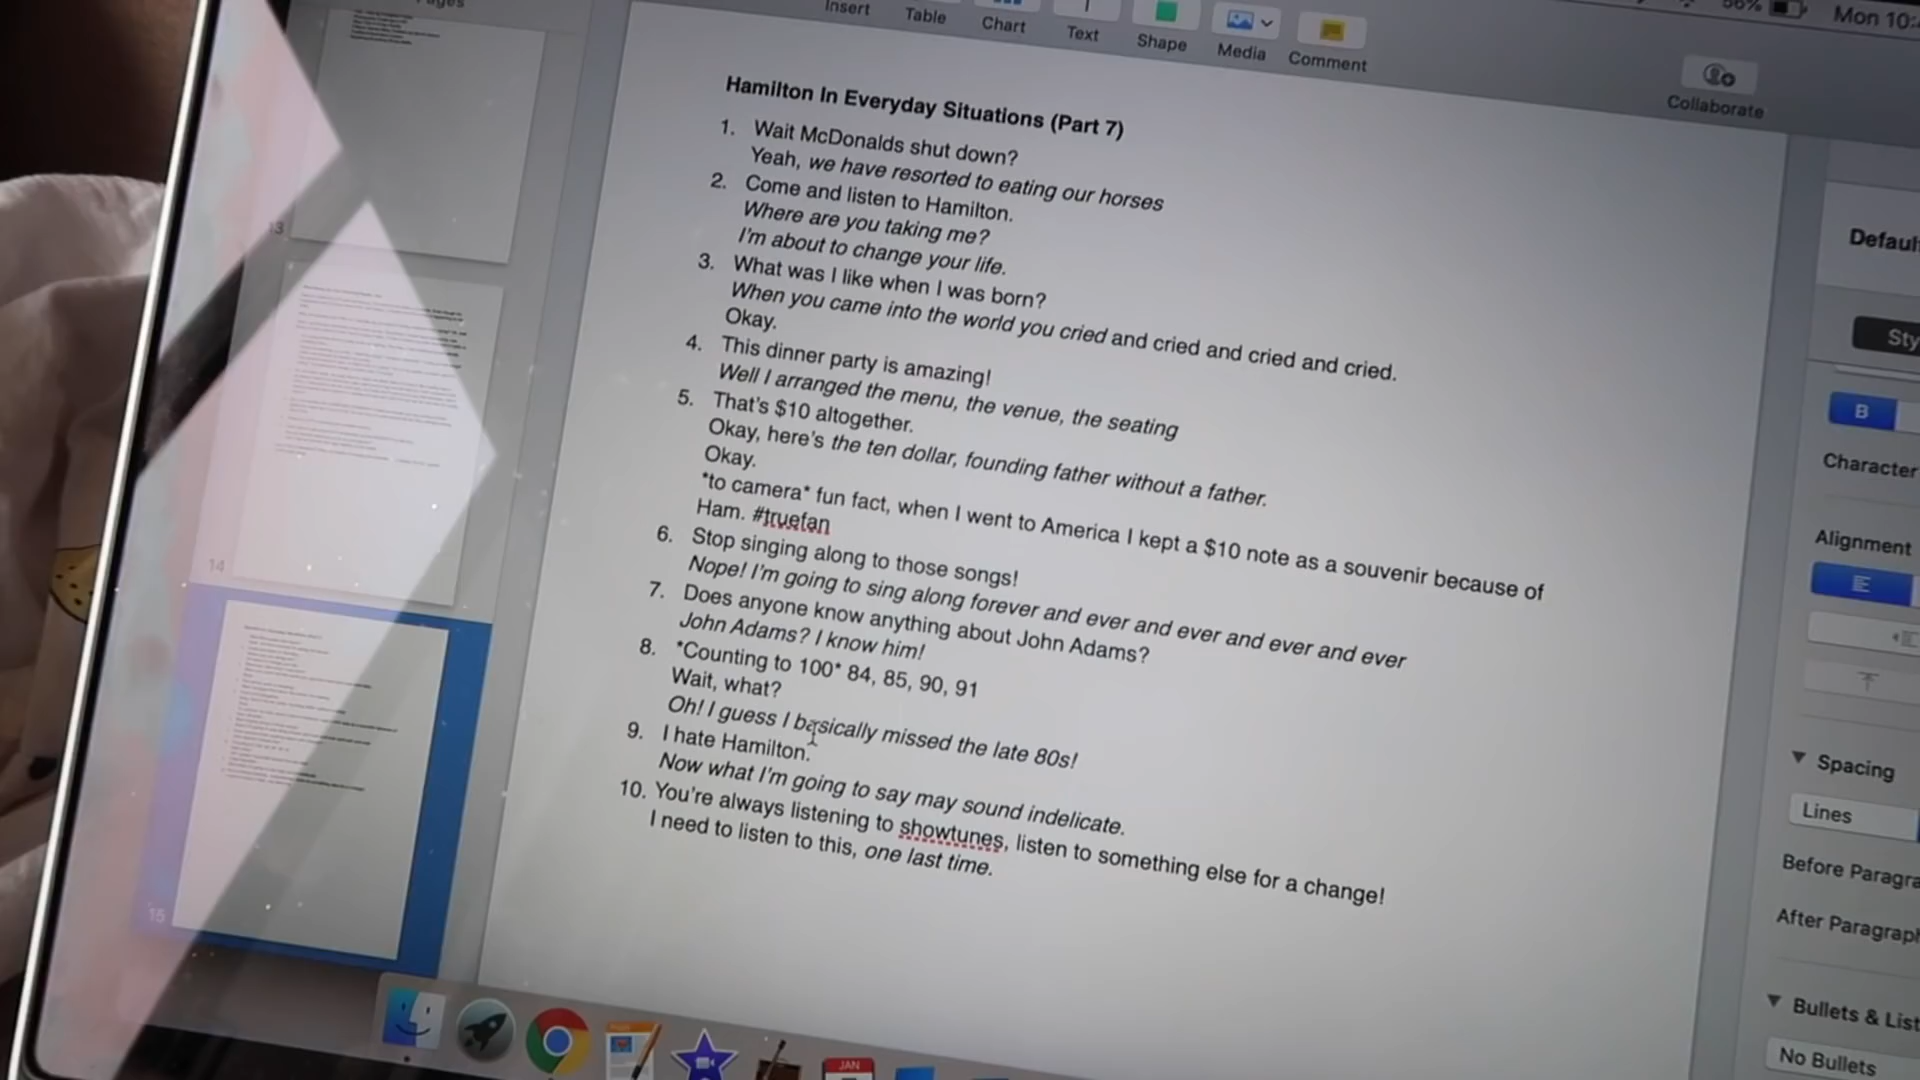 Pages
Insert
Table
Chart
Text
Shape
Media
Comment
56%
Mon 10:
Collaborate
Hamilton In Everyday Situations (Part 7)
1. Wait McDonalds shut down?
Yeah, we have resorted to eating our horses
2. Come and listen to Hamilton.
Where are you taking me?
I'm about to change your life.
3. What was I like when I was born?
When you came into the world you cried and cried and cried and cried.
Okay.
4. This dinner party is amazing!
Well I arranged the menu, the venue, the seating
5. That's $10 altogether.
Okay, here's the ten dollar, founding father without a father.
Okay.
*to camera* fun fact, when I went to America I kept a $10 note as a souvenir because of
Ham. #truefan
6. Stop singing along to those songs!
Nope! I'm going to sing along forever and ever and ever and ever and ever
7. Does anyone know anything about John Adams?
John Adams? I know him!
8. *Counting to 100* 84, 85, 90, 91
Wait, what?
Oh! I guess I basically missed the late 80s!
9. I hate Hamilton.
Now what I'm going to say may sound indelicate.
10. You're always listening to showtunes, listen to something else for a change!
I need to listen to this, one last time.
13
14
15
Default
Sty
B
Character
Alignment
Spacing
Lines
Before Paragra
After Paragraph
Bullets & List
No Bullets
JAN